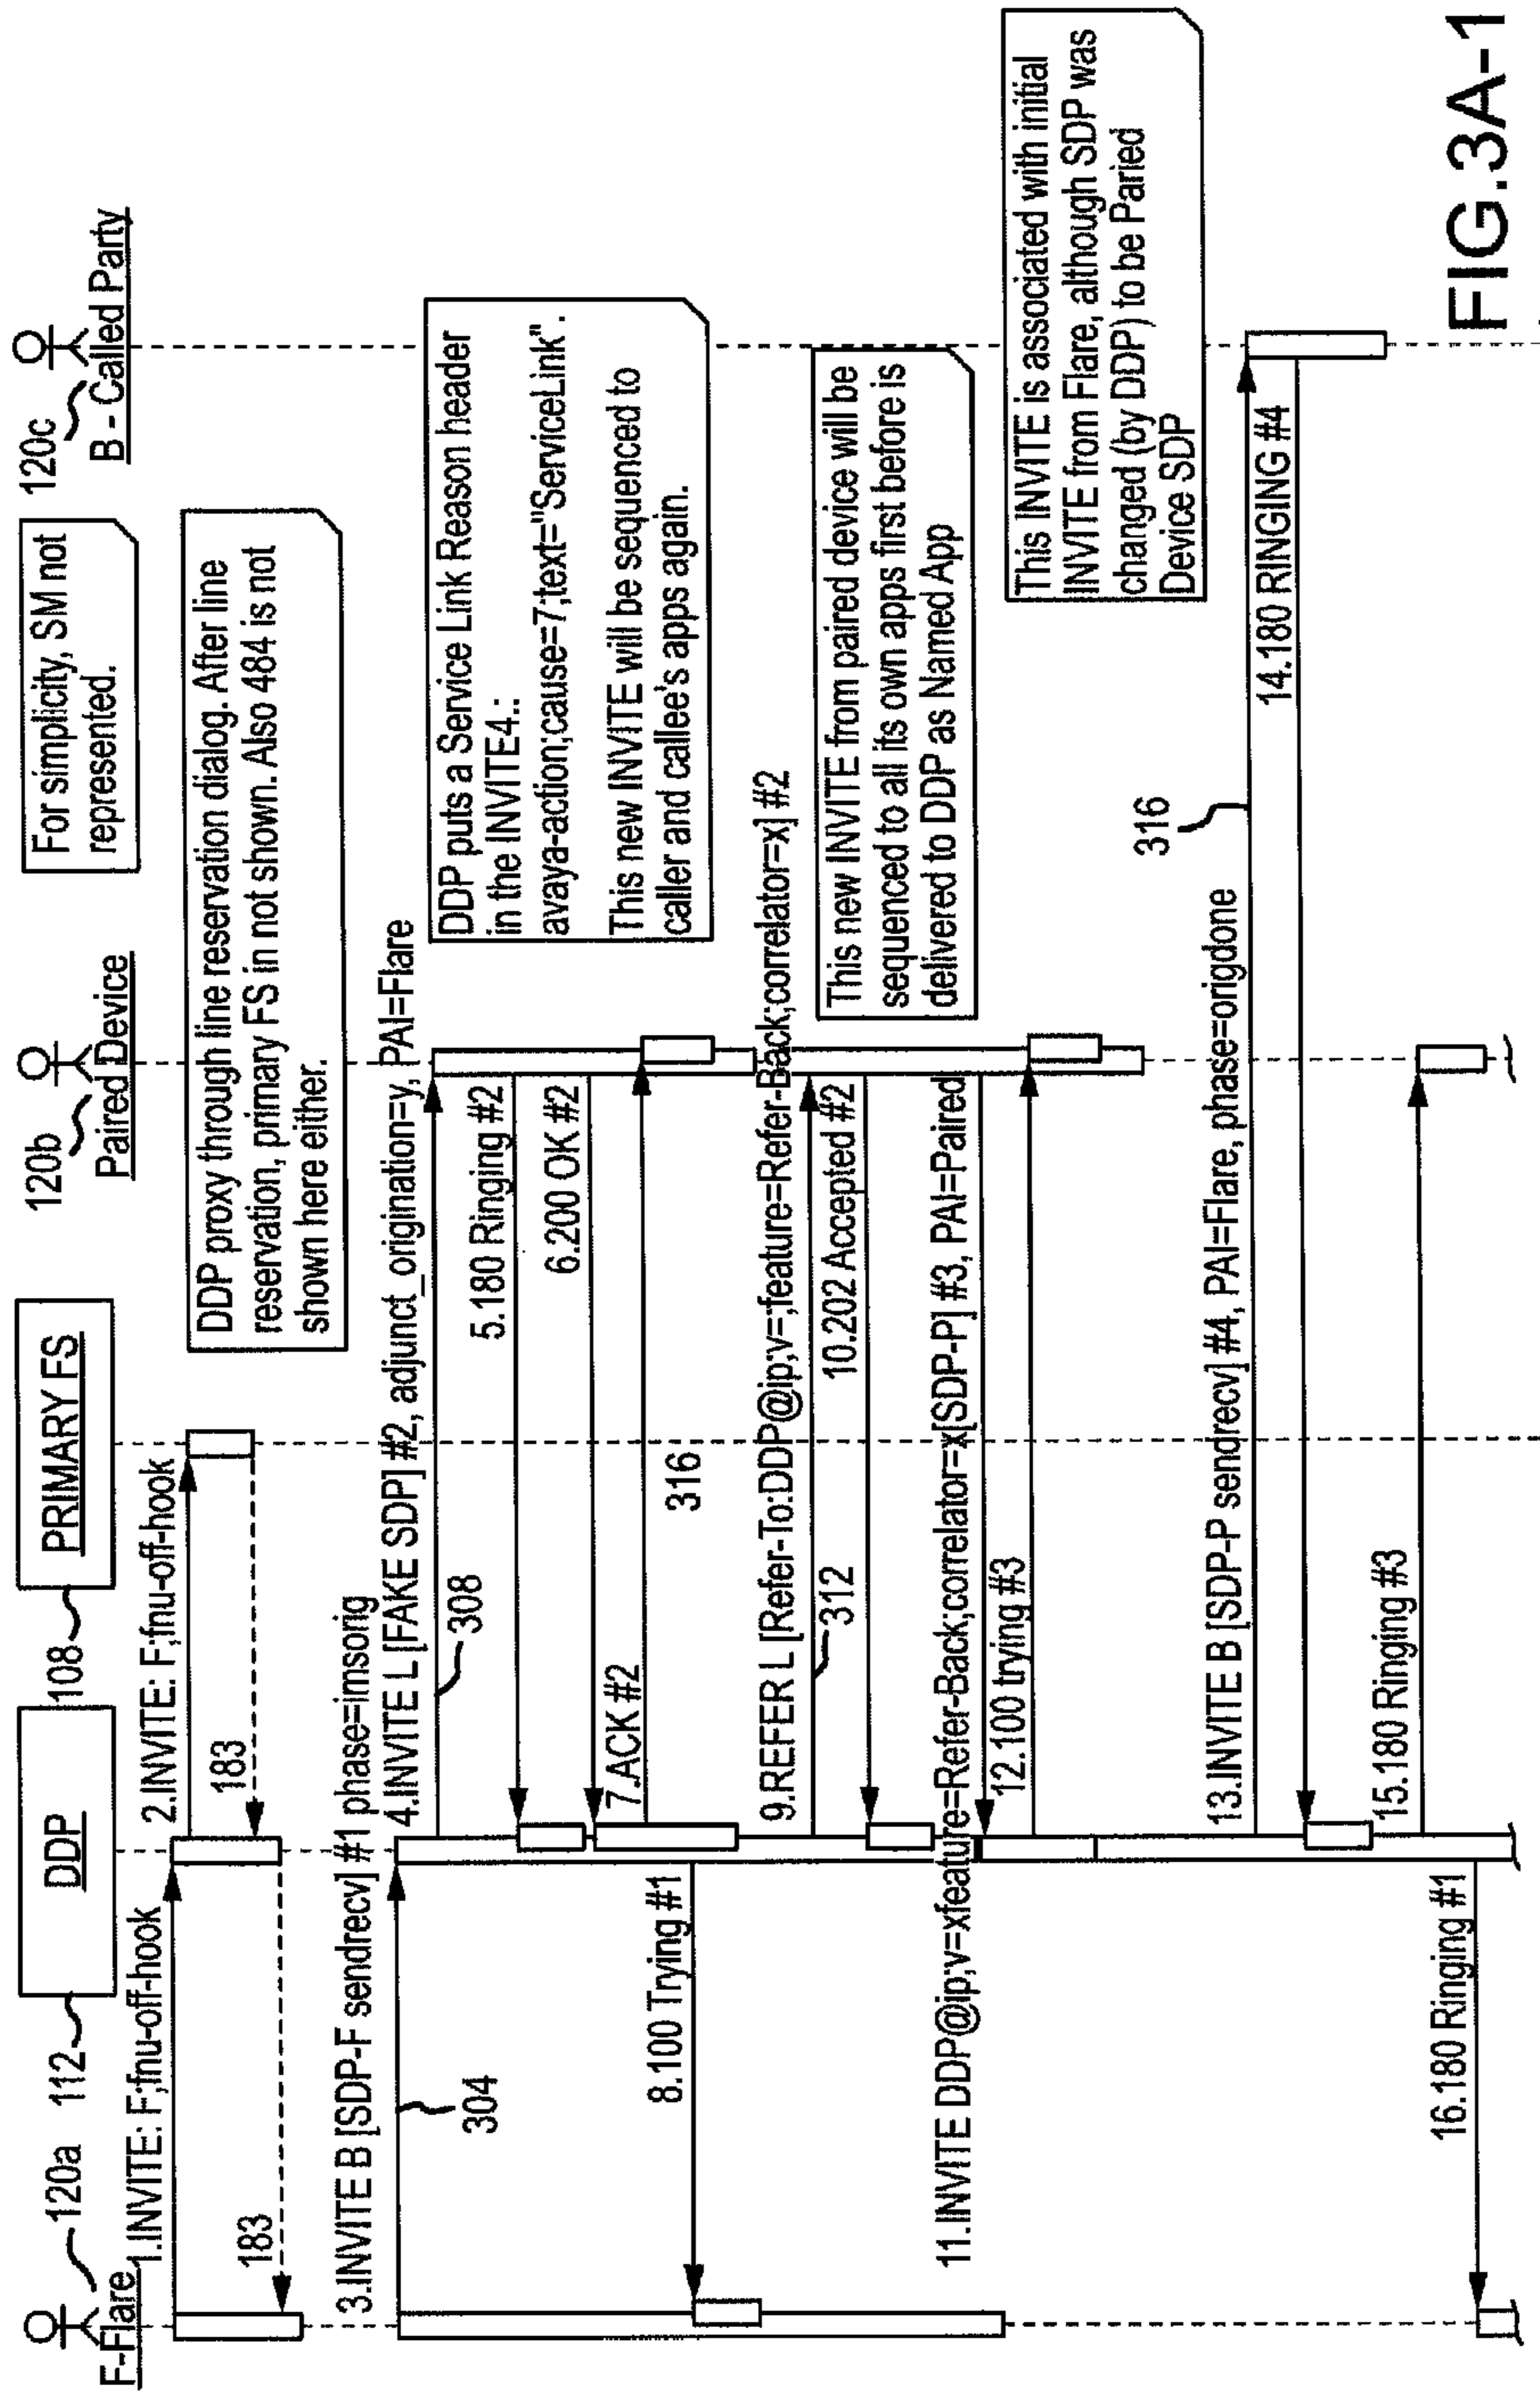 F-Flare
120a
112
DDP
108
PRIMARY FS
120b
Paired Device
120c
B - Called Party
For simplicity, SM not
represented.
1.INVITE: F;fnu-off-hook
2.INVITE: F;fnu-off-hook
183
183
DDP proxy through line reservation dialog. After line
reservation, primary FS in not shown. Also 484 is not
shown here either.
3.INVITE B [SDP-F sendrecv] #1 phase=imsorig
304
4.INVITE L [FAKE SDP] #2, adjunct_origination=y, PAI=Flare
308
DDP puts a Service Link Reason header
in the INVITE4.:
avaya-action;cause=7;text="ServiceLink".
This new INVITE will be sequenced to
caller and callee's apps again.
5.180 Ringing #2
6.200 OK #2
7.ACK #2
316
8.100 Trying #1
9.REFER L [Refer-To:DDP@ip;v=;feature=Refer-Back;correlator=x] #2
312
10.202 Accepted #2
This new INVITE from paired device will be
sequenced to all its own apps first before is
delivered to DDP as Named App
11.INVITE DDP@ip;v=xfeature=Refer-Back;correlator=x[SDP-P] #3, PAI=Paired
12.100 trying #3
This INVITE is associated with initial
INVITE from Flare, although SDP was
changed (by DDP) to be Paried
Device SDP
13.INVITE B [SDP-P sendrecv] #4, PAI=Flare, phase=origdone
316
14.180 RINGING #4
15.180 Ringing #3
16.180 Ringing #1
FIG.3A-1